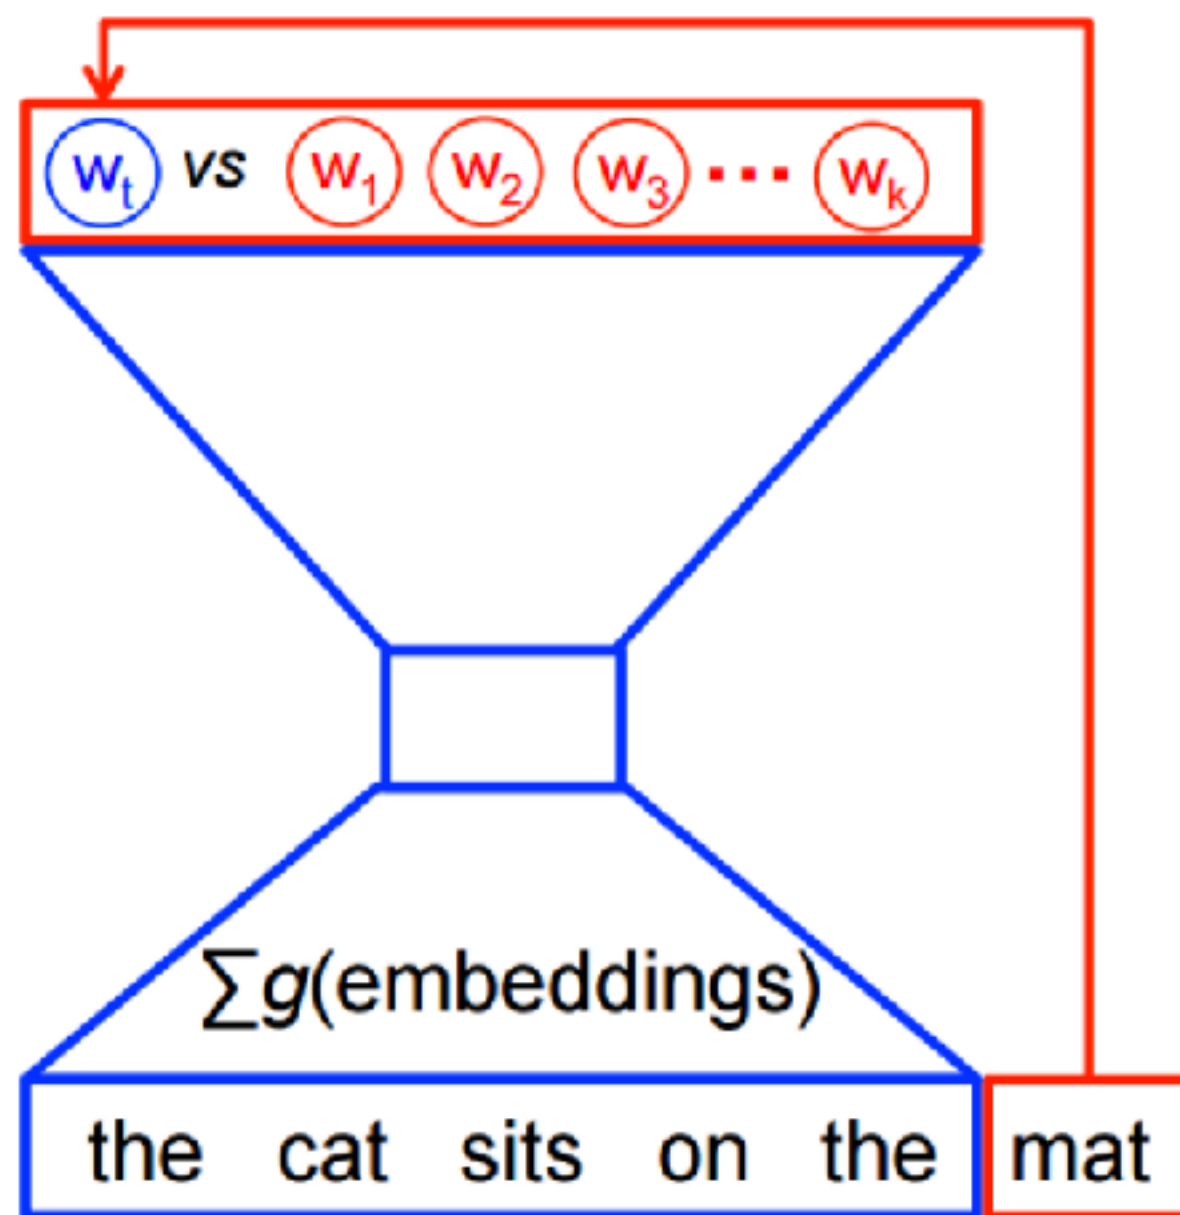 wₜ vs w₁ w₂ w₃ ... wₖ
∑g(embeddings)
the cat sits on the mat